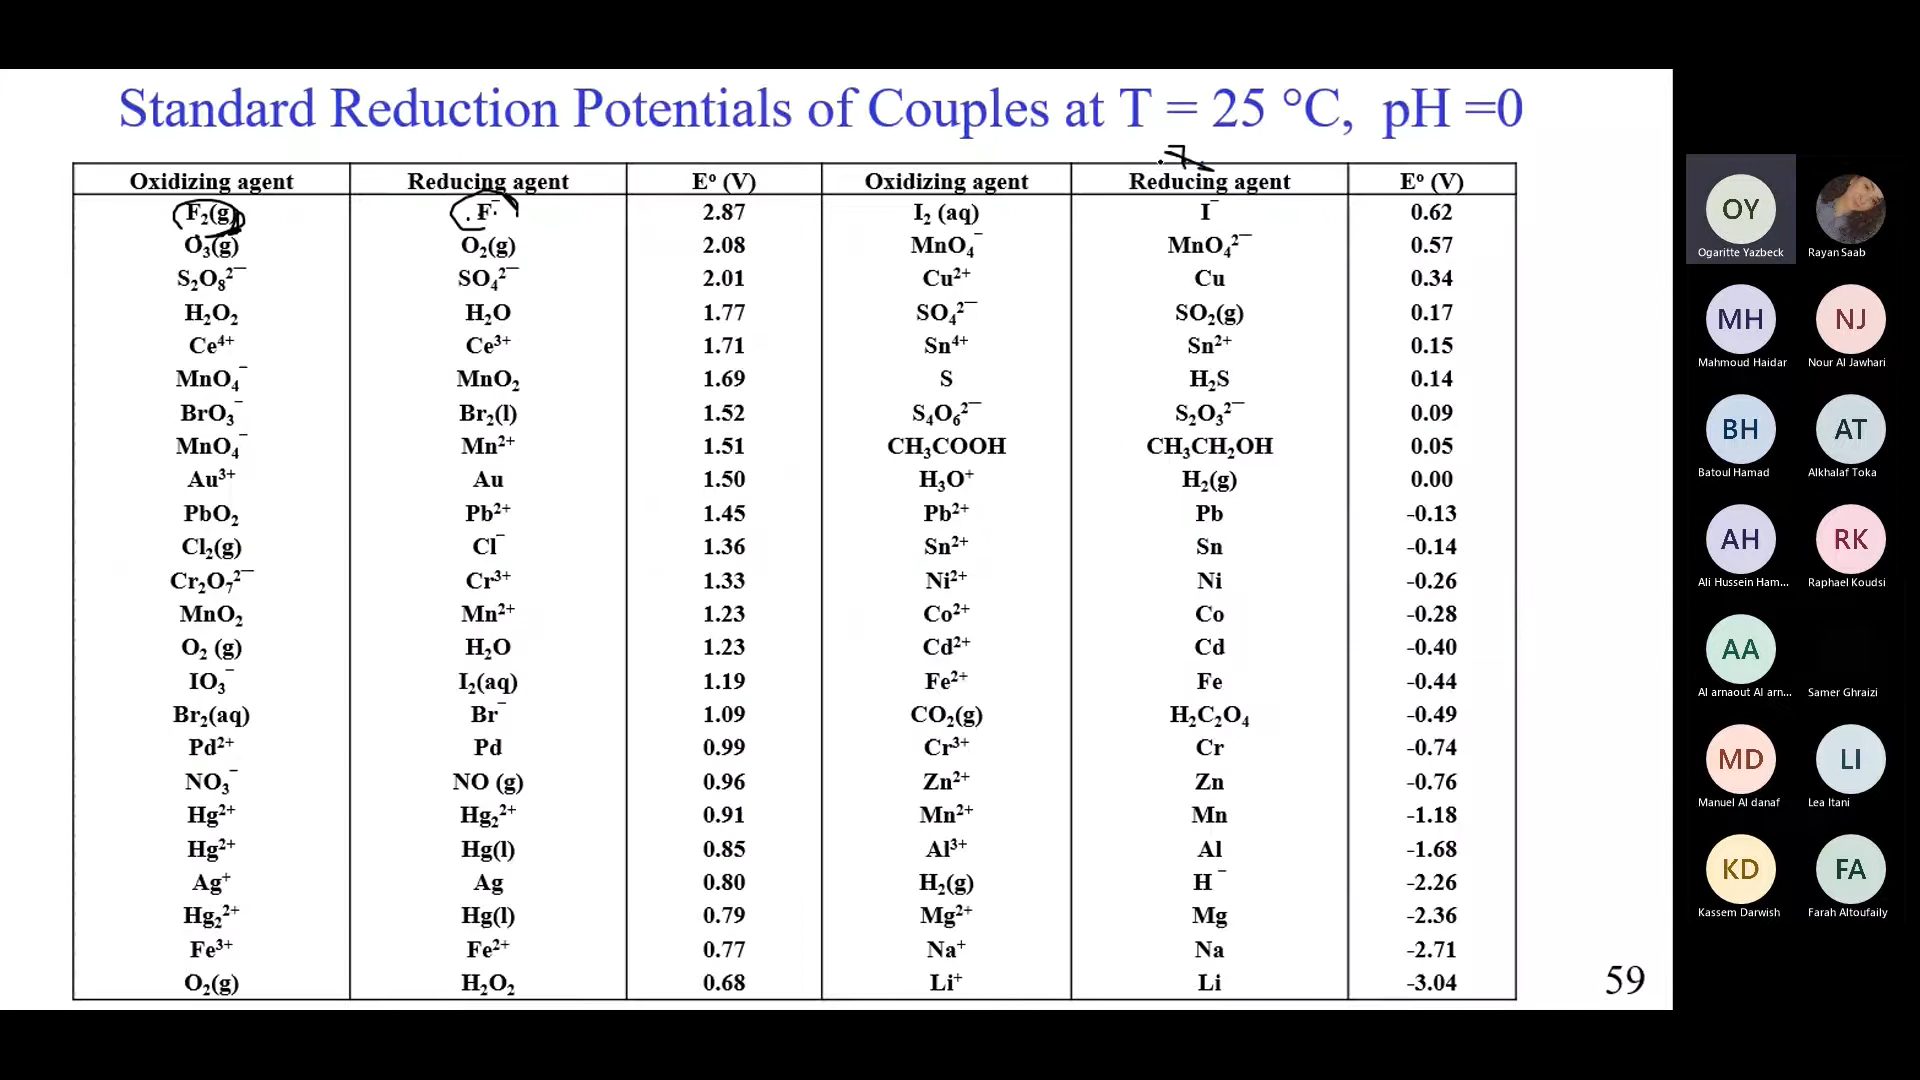 Standard Reduction Potentials of Couples at T = 25 °C, pH =0
Oxidizing agent Reducing agent Eº (V) Oxidizing agent Reducing agent Eº (V)
F₂(g) F⁻ 2.87 I₂ (aq) I⁻ 0.62
O₃(g) O₂(g) 2.08 MnO₄⁻ MnO₄²⁻ 0.57
S₂O₈²⁻ SO₄²⁻ 2.01 Cu²⁺ Cu 0.34
H₂O₂ H₂O 1.77 SO₄²⁻ SO₂(g) 0.17
Ce⁴⁺ Ce³⁺ 1.71 Sn⁴⁺ Sn²⁺ 0.15
MnO₄⁻ MnO₂ 1.69 S H₂S 0.14
BrO₃⁻ Br₂(l) 1.52 S₄O₆²⁻ S₂O₃²⁻ 0.09
MnO₄⁻ Mn²⁺ 1.51 CH₃COOH CH₃CH₂OH 0.05
Au³⁺ Au 1.50 H₃O⁺ H₂(g) 0.00
PbO₂ Pb²⁺ 1.45 Pb²⁺ Pb -0.13
Cl₂(g) Cl⁻ 1.36 Sn²⁺ Sn -0.14
Cr₂O₇²⁻ Cr³⁺ 1.33 Ni²⁺ Ni -0.26
MnO₂ Mn²⁺ 1.23 Co²⁺ Co -0.28
O₂ (g) H₂O 1.23 Cd²⁺ Cd -0.40
IO₃⁻ I₂(aq) 1.19 Fe²⁺ Fe -0.44
Br₂(aq) Br⁻ 1.09 CO₂(g) H₂C₂O₄ -0.49
Pd²⁺ Pd 0.99 Cr³⁺ Cr -0.74
NO₃⁻ NO (g) 0.96 Zn²⁺ Zn -0.76
Hg²⁺ Hg₂²⁺ 0.91 Mn²⁺ Mn -1.18
Hg²⁺ Hg(l) 0.85 Al³⁺ Al -1.68
Ag⁺ Ag 0.80 H₂(g) H⁻ -2.26
Hg₂²⁺ Hg(l) 0.79 Mg²⁺ Mg -2.36
Fe³⁺ Fe²⁺ 0.77 Na⁺ Na -2.71
O₂(g) H₂O₂ 0.68 Li⁺ Li -3.04
59
OY
Ogaritte Yazbeck Rayan Saab
MH NJ
Mahmoud Haidar Nour Al Jawhari
BH AT
Batoul Hamad Alkhalaf Toka
AH RK
Ali Hussein Ham... Raphael Koudsi
AA
Al arnaout Al arn... Samer Ghraizi
MD LI
Manuel Al danaf Lea Itani
KD FA
Kassem Darwish Farah Altoufaily